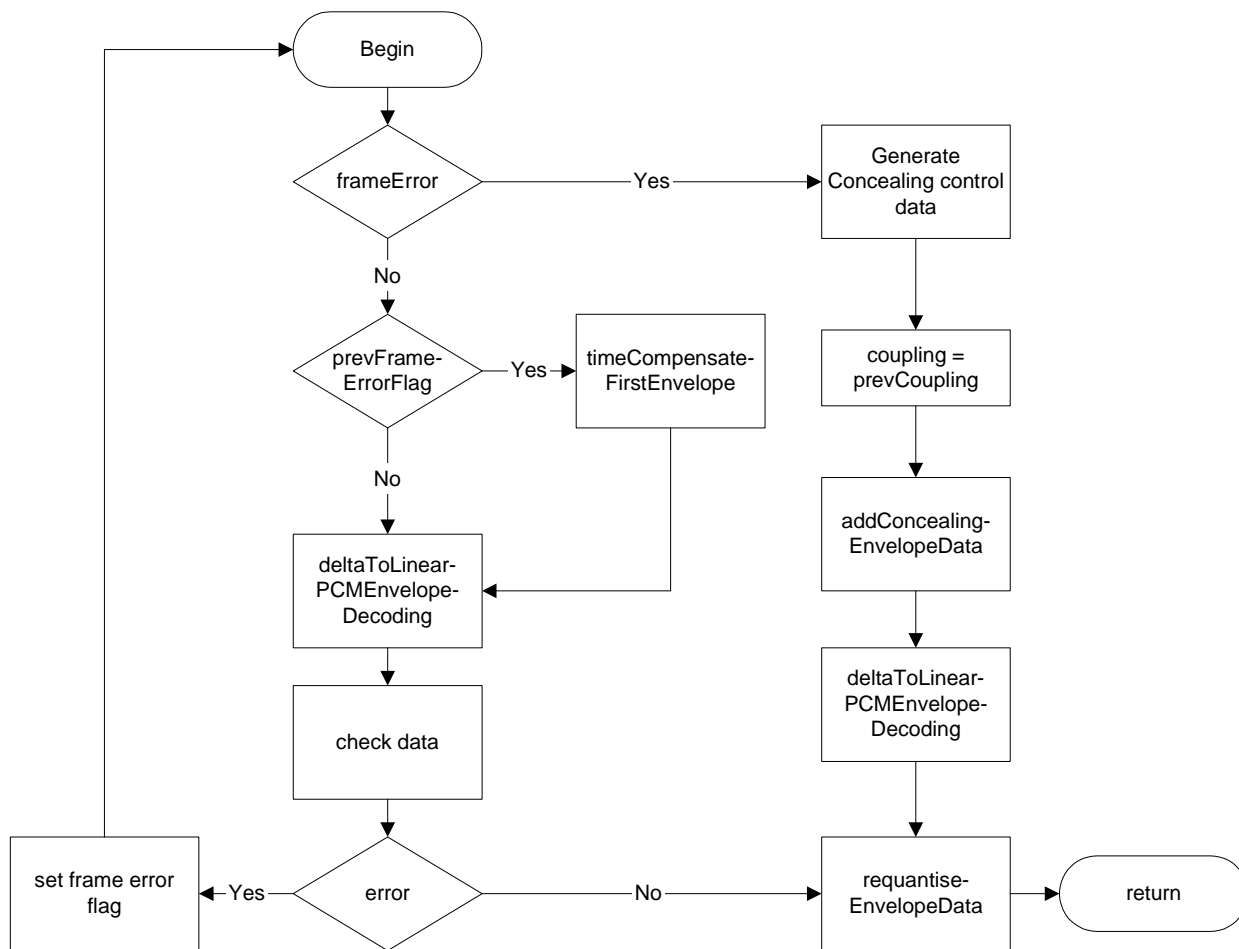 Begin
frameError
Yes
Generate
Concealing control
data
No
prevFrame-
ErrorFlag
Yes
timeCompensate-
FirstEnvelope
coupling =
prevCoupling
No
deltaToLinear-
PCMEnvelope-
Decoding
addConcealing-
EnvelopeData
check data
deltaToLinear-
PCMEnvelope-
Decoding
set frame error
flag
Yes
error
No
requantise-
EnvelopeData
return